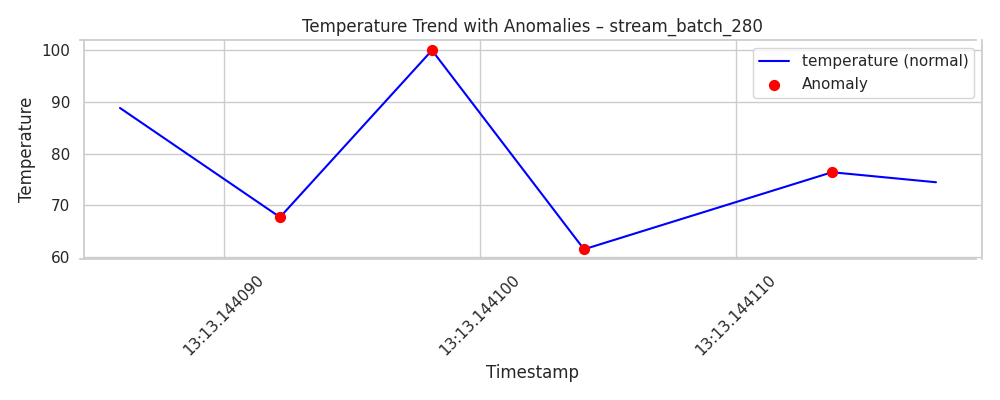 Temperature Trend with Anomalies – stream_batch_280
temperature (normal)
Anomaly
Temperature
100
90
80
70
60
13:13.144090
13:13.144100
13:13.144110
Timestamp